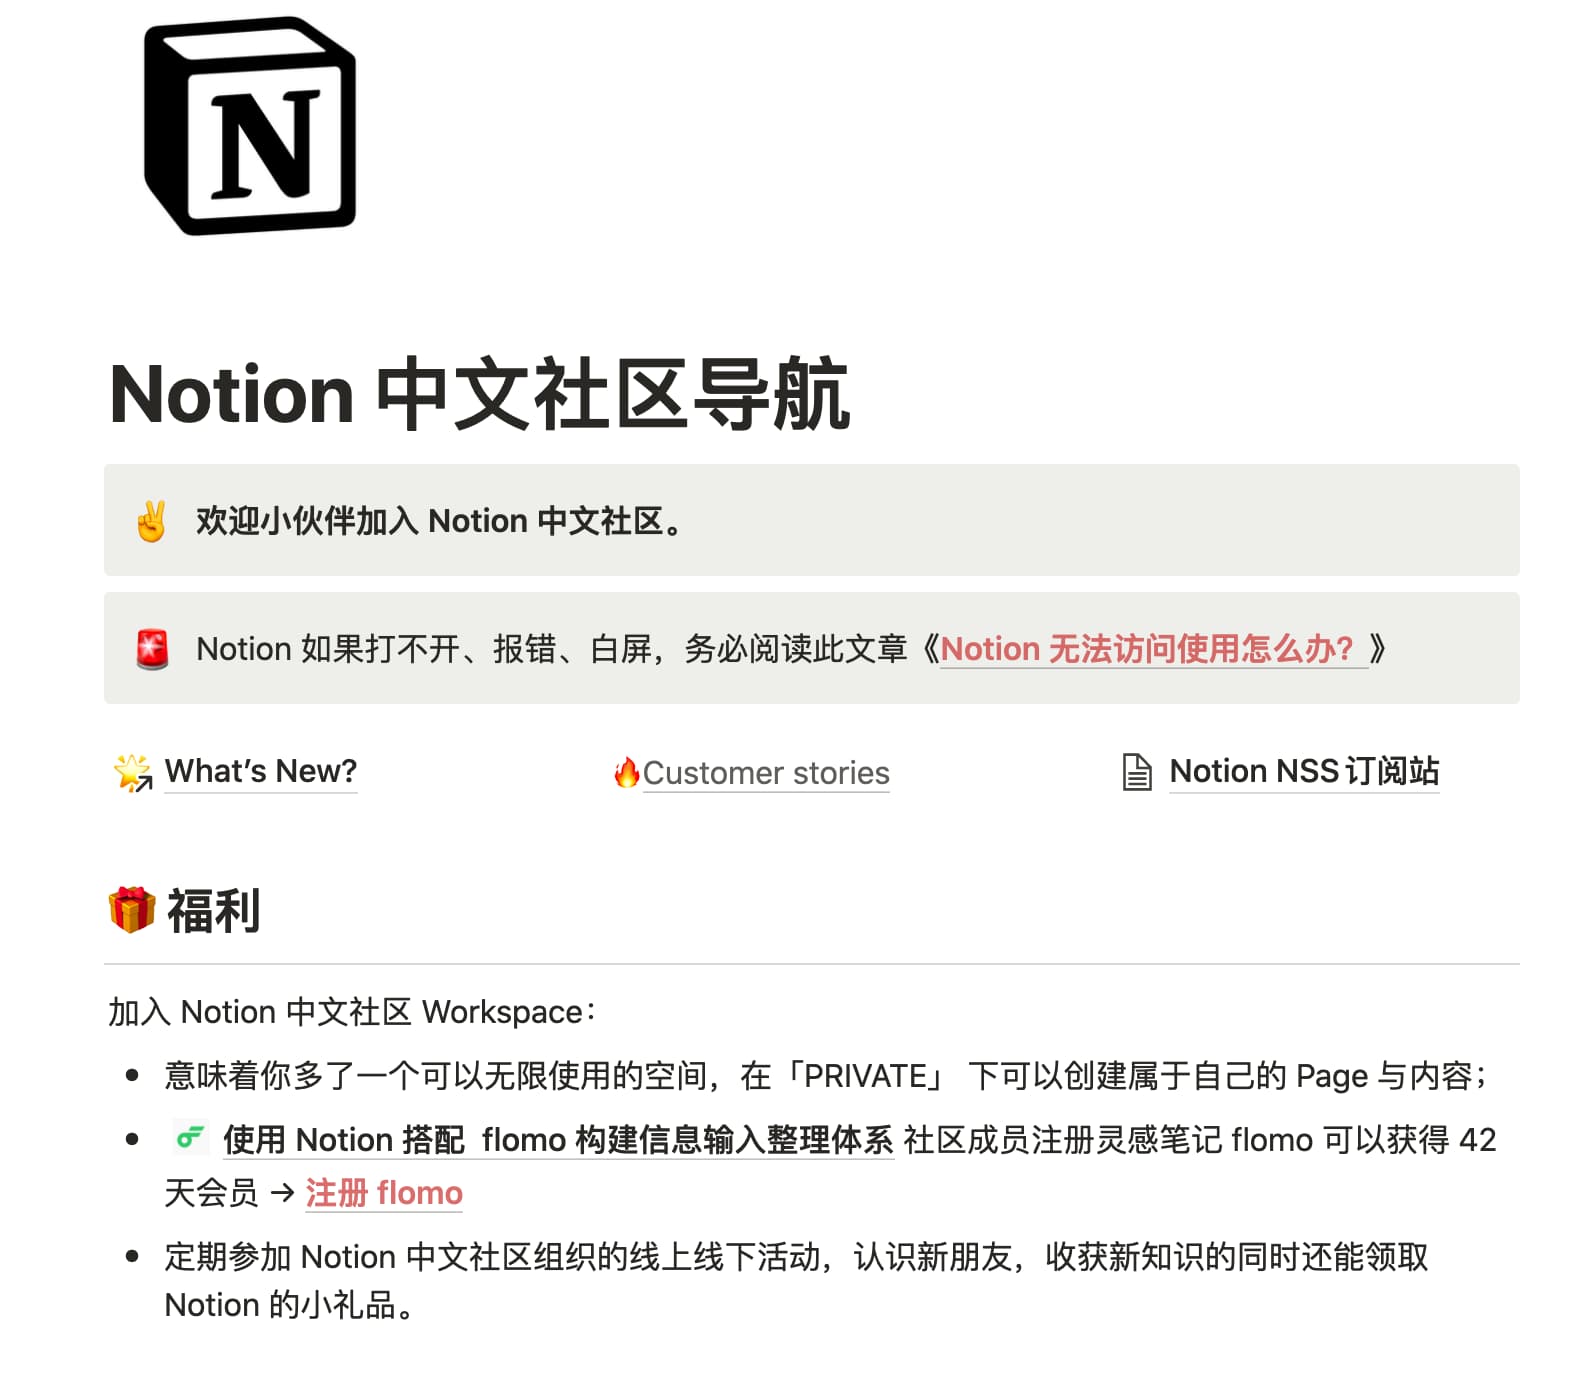 N
Notion 中文社区导航
✌️ 欢迎小伙伴加入 Notion 中文社区。
🚨 Notion 如果打不开、报错、白屏，务必阅读此文章《Notion 无法访问使用怎么办？》
🌟 What’s New?
🔥Customer stories
Notion NSS订阅站
🎁 福利
加入 Notion 中文社区 Workspace：
• 意味着你多了一个可以无限使用的空间，在「PRIVATE」 下可以创建属于自己的 Page 与内容；
• 使用 Notion 搭配 flomo 构建信息输入整理体系 社区成员注册灵感笔记 flomo 可以获得 42
天会员 → 注册 flomo
• 定期参加 Notion 中文社区组织的线上线下活动，认识新朋友，收获新知识的同时还能领取
Notion 的小礼品。